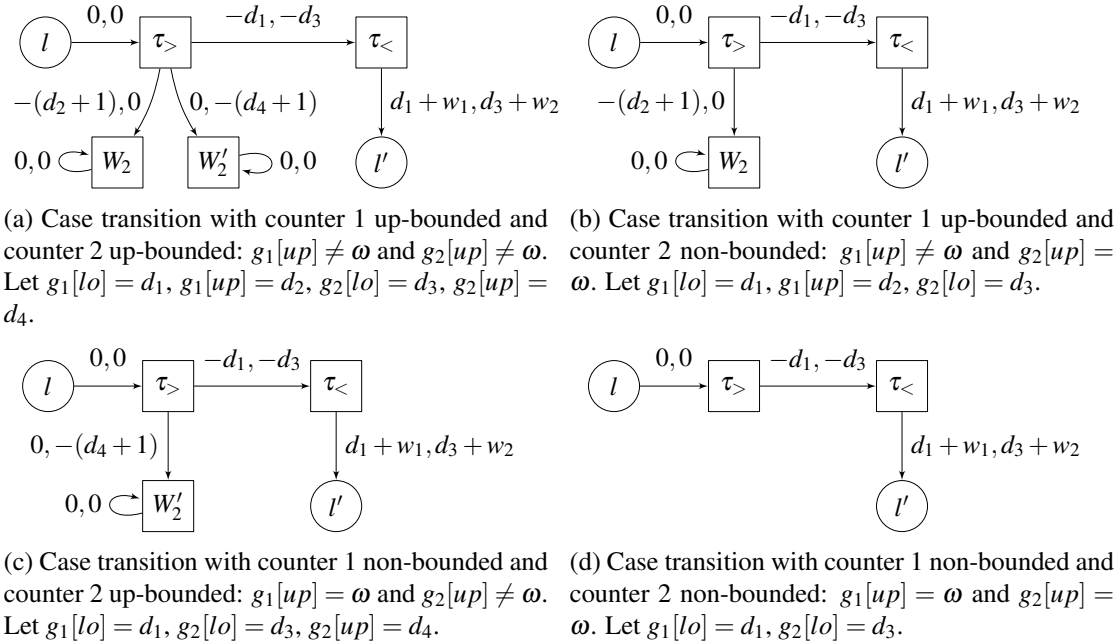 0,0
−d₁,−d₃
l
τ>
τ<
−(d₂ + 1),0
0,−(d₄ + 1)
d₁ + w₁,d₃ + w₂
0,0
W₂
W₂′
0,0
l′
(a) Case transition with counter 1 up-bounded and
counter 2 up-bounded: g₁[up] ≠ ω and g₂[up] ≠ ω.
Let g₁[lo] = d₁, g₁[up] = d₂, g₂[lo] = d₃, g₂[up] =
d₄.
0,0
−d₁,−d₃
l
τ>
τ<
−(d₂ + 1),0
d₁ + w₁,d₃ + w₂
0,0
W₂
l′
(b) Case transition with counter 1 up-bounded and
counter 2 non-bounded: g₁[up] ≠ ω and g₂[up] =
ω. Let g₁[lo] = d₁, g₁[up] = d₂, g₂[lo] = d₃.
0,0
−d₁,−d₃
l
τ>
τ<
0,−(d₄ + 1)
d₁ + w₁,d₃ + w₂
0,0
W₂′
l′
(c) Case transition with counter 1 non-bounded and
counter 2 up-bounded: g₁[up] = ω and g₂[up] ≠ ω.
Let g₁[lo] = d₁, g₂[lo] = d₃, g₂[up] = d₄.
0,0
−d₁,−d₃
l
τ>
τ<
d₁ + w₁,d₃ + w₂
l′
(d) Case transition with counter 1 non-bounded and
counter 2 non-bounded: g₁[up] = ω and g₂[up] =
ω. Let g₁[lo] = d₁, g₂[lo] = d₃.